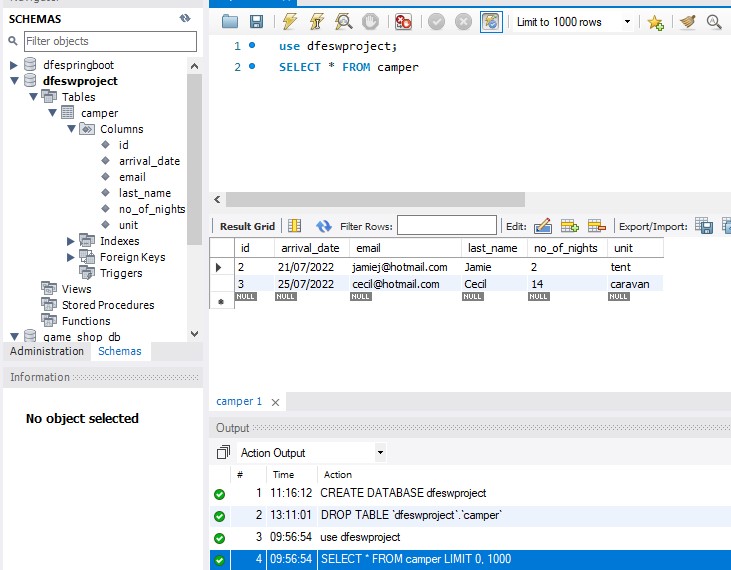 SCHEMAS
Filter objects
dfespringboot
dfeswproject
Tables
camper
Columns
id
arrival_date
email
last_name
no_of_nights
unit
Indexes
Foreign Keys
Triggers
Views
Stored Procedures
Functions
game_shop_db
Administration Schemas
Information
No object selected
Limit to 1000 rows
1 use dfeswproject;
2 SELECT * FROM camper
Result Grid Filter Rows: Edit: Export/Import:
id arrival_date email last_name no_of_nights unit
2 21/07/2022 jamiej@hotmail.com Jamie 2 tent
3 25/07/2022 cecil@hotmail.com Cecil 14 caravan
NULL NULL NULL NULL NULL NULL
camper 1
Output
Action Output
# Time Action
1 11:16:12 CREATE DATABASE dfeswproject
2 13:11:01 DROP TABLE `dfeswproject`.`camper`
3 09:56:54 use dfeswproject
4 09:56:54 SELECT * FROM camper LIMIT 0, 1000